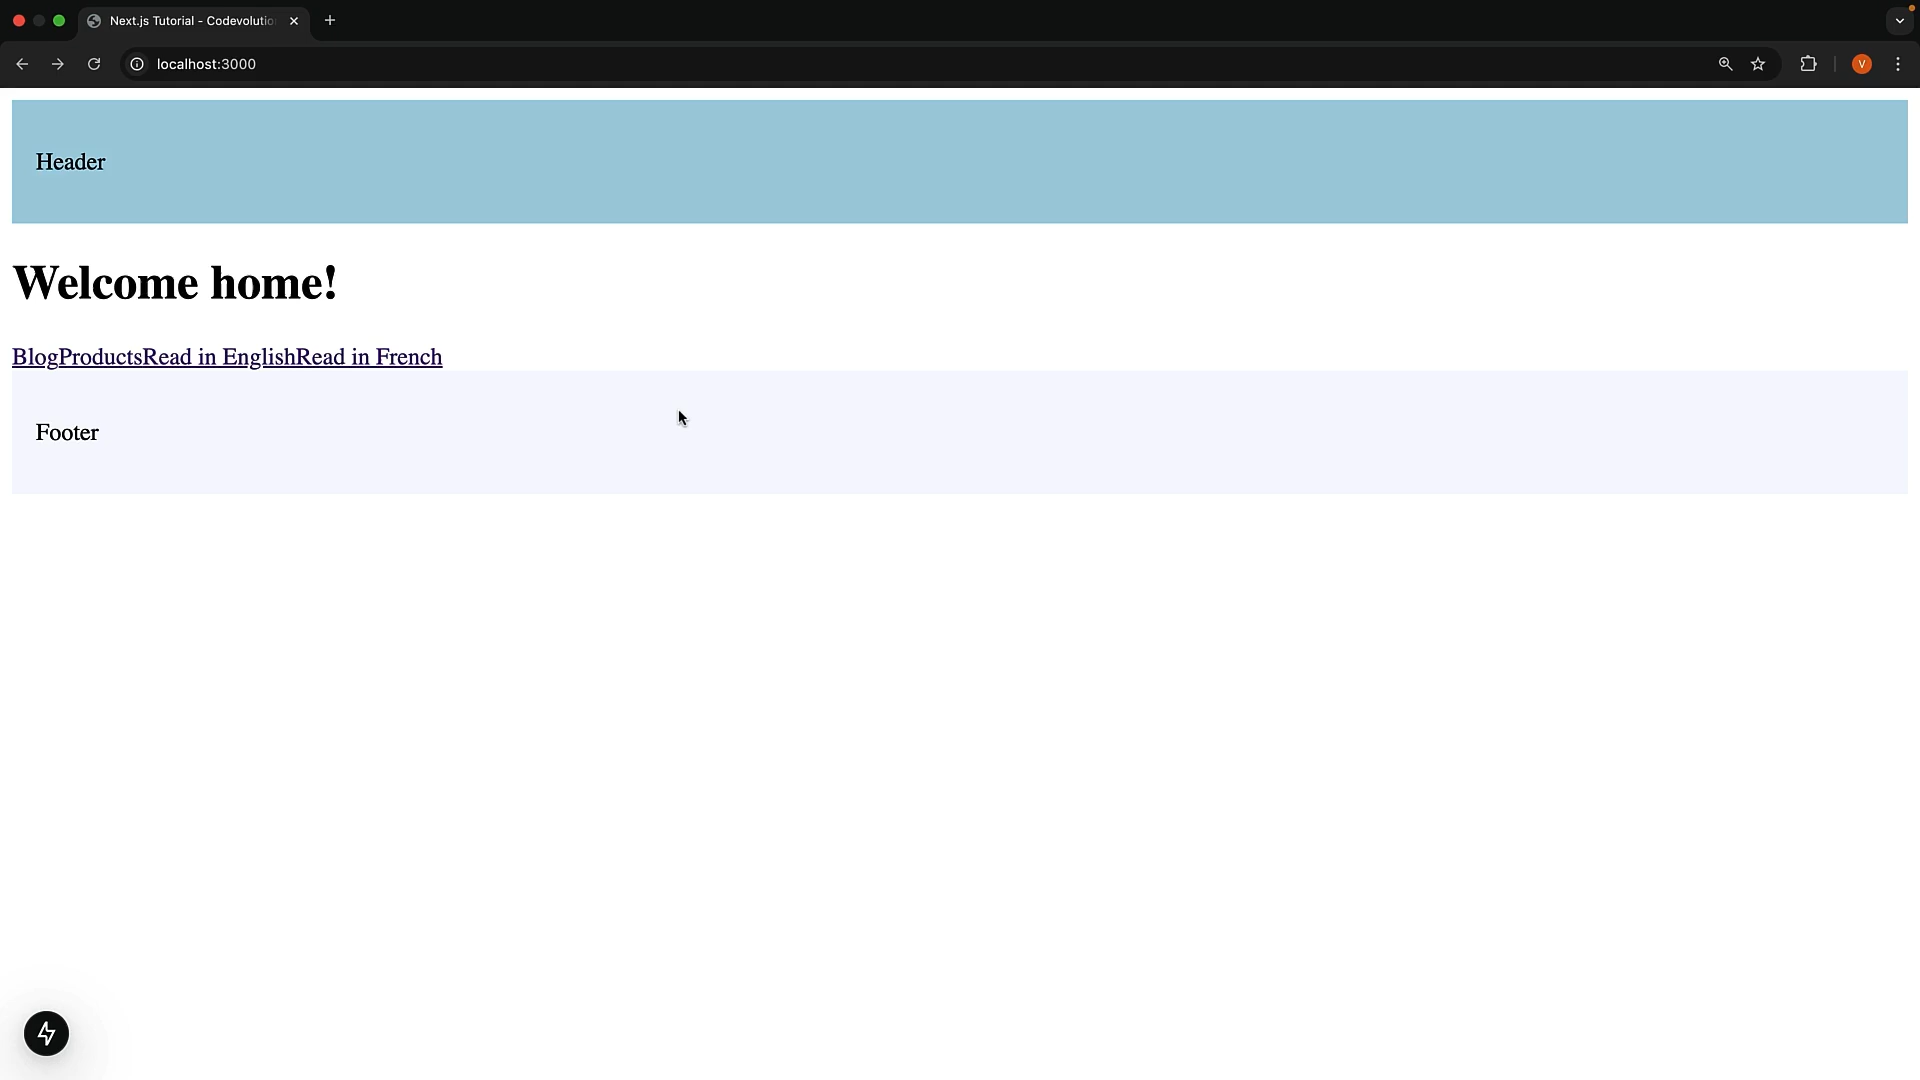 Next.js Tutorial - Codevolutio
localhost:3000
V
Header
Welcome home!
BlogProductsRead in EnglishRead in French
Footer